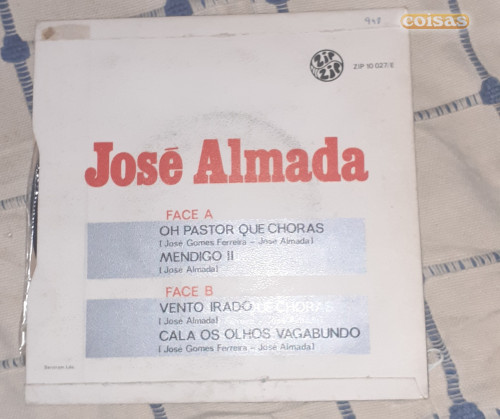 948
coisas
zip zip
ZIP 10 027/E
José Almada
FACE A
OH PASTOR QUE CHORAS
[ José Gomes Ferreira - José Almada]
MENDIGO II
[ José Almada]
FACE B
VENTO IRADO
QUE CHORAS
[ José Almada]
CALA OS OLHOS VAGABUNDO
[ José Gomes Ferreira - José Almada]